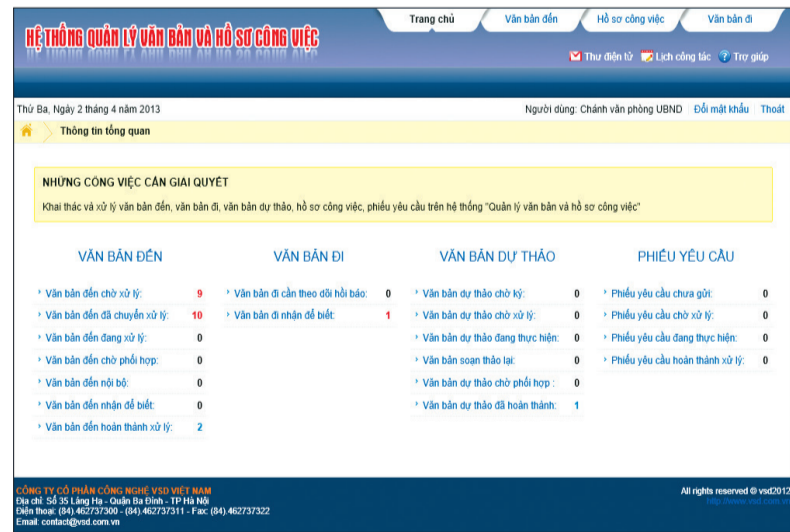 HỆ THỐNG QUẢN LÝ VĂN BẢN VÀ HỒ SƠ CÔNG VIỆC
Trang chủ Văn bản đến Hồ sơ công việc Văn bản đi
Thư điện tử Lịch công tác Trợ giúp
Thứ Ba, Ngày 2 tháng 4 năm 2013 Người dùng: Chánh văn phòng UBND Đổi mật khẩu Thoát
Thông tin tổng quan
NHỮNG CÔNG VIỆC CẦN GIẢI QUYẾT
Khai thác và xử lý văn bản đến, văn bản đi, văn bản dự thảo, hồ sơ công việc, phiếu yêu cầu trên hệ thống "Quản lý văn bản và hồ sơ công việc"
VĂN BẢN ĐẾN
Văn bản đến chờ xử lý: 9
Văn bản đến đã chuyển xử lý: 10
Văn bản đến đang xử lý: 0
Văn bản đến chờ phối hợp: 0
Văn bản đến nội bộ: 0
Văn bản đến nhận để biết: 0
Văn bản đến hoàn thành xử lý: 2
VĂN BẢN ĐI
Văn bản đi cần theo dõi hồi báo: 0
Văn bản đi nhận để biết: 1
VĂN BẢN DỰ THẢO
Văn bản dự thảo chờ ký: 0
Văn bản dự thảo chờ xử lý: 0
Văn bản dự thảo đang thực hiện: 0
Văn bản soạn thảo lại: 0
Văn bản dự thảo chờ phối hợp : 0
Văn bản dự thảo đã hoàn thành: 1
PHIẾU YÊU CẦU
Phiếu yêu cầu chưa gửi: 0
Phiếu yêu cầu chờ xử lý: 0
Phiếu yêu cầu đang thực hiện: 0
Phiếu yêu cầu hoàn thành xử lý: 0
CÔNG TY CỔ PHẦN CÔNG NGHỆ VSD VIỆT NAM
Địa chỉ: Số 35 Láng Hạ - Quận Ba Đình - TP Hà Nội
Điện thoại: (84).462737300 - (84).462737311 - Fax: (84).462737322
Email: contact@vsd.com.vn
All rights reserved @ vsd2012
http://www.vsd.com.vn